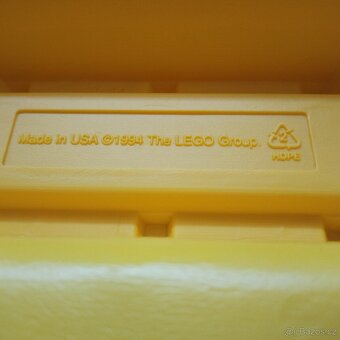 Made in USA ©1994 The LEGO Group.
2
HDPE